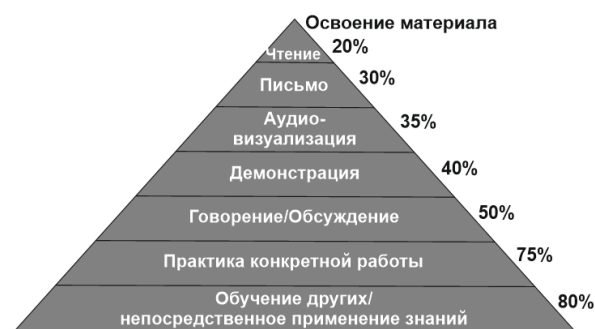 Освоение материала
Чтение 20%
Письмо 30%
Аудио-
визуализация 35%
Демонстрация 40%
Говорение/Обсуждение 50%
Практика конкретной работы 75%
Обучение других/ 80%
непосредственное применение знаний